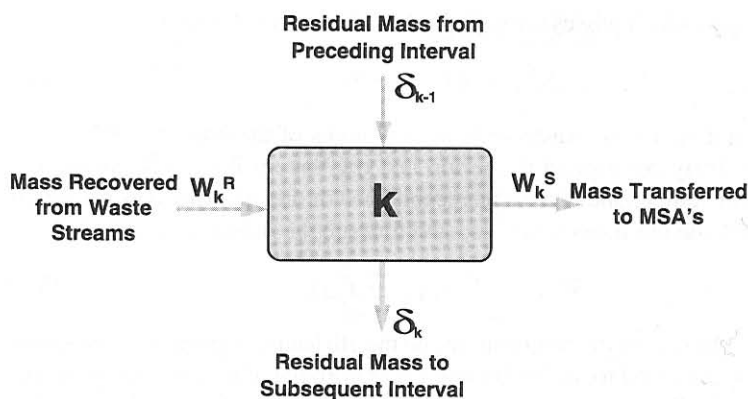 Residual Mass from
Preceding Interval
δk-1
Mass Recovered
from Waste
Streams
WkR
k
WkS
Mass Transferred
to MSA's
δk
Residual Mass to
Subsequent Interval